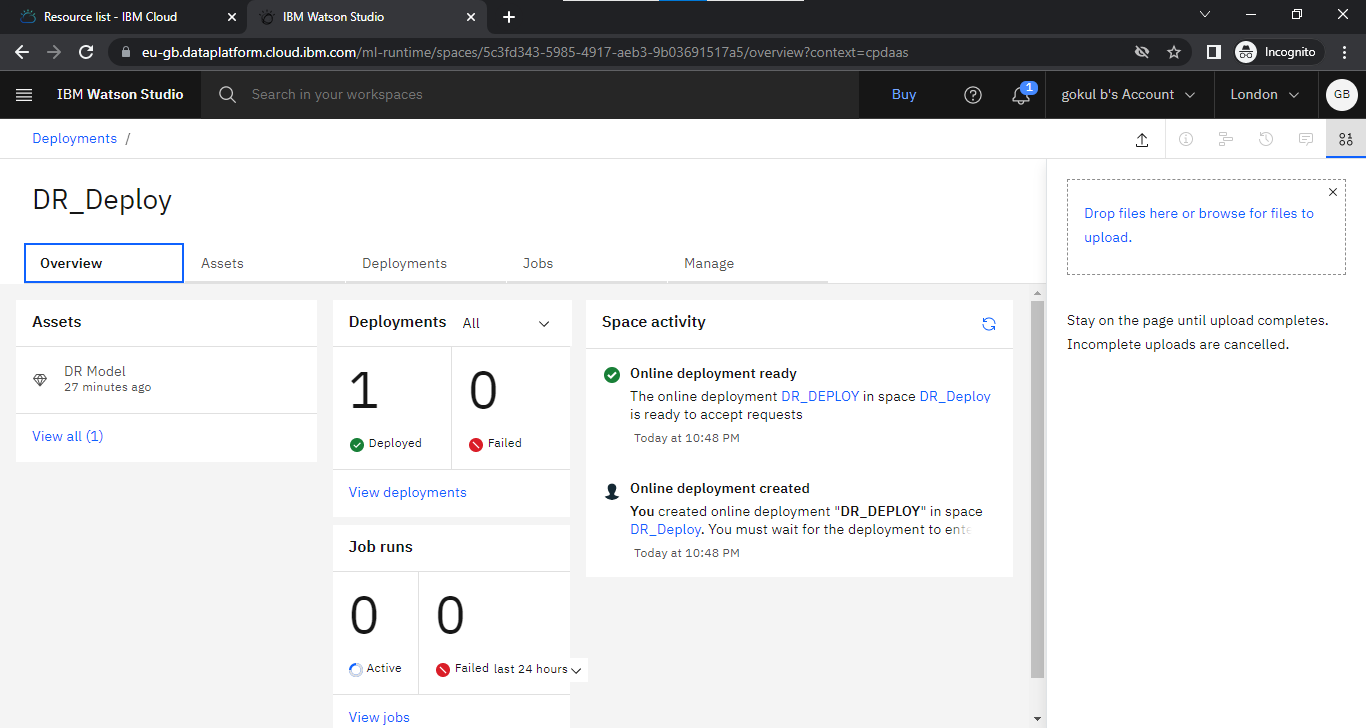 Resource list - IBM Cloud
IBM Watson Studio
eu-gb.dataplatform.cloud.ibm.com/ml-runtime/spaces/5c3fd343-5985-4917-aeb3-9b03691517a5/overview?context=cpdaas
Incognito
IBM Watson Studio
Search in your workspaces
Buy
1
gokul b's Account
London
GB
Deployments /
DR_Deploy
Overview
Assets
Deployments
Jobs
Manage
Drop files here or browse for files to
upload.
Stay on the page until upload completes.
Incomplete uploads are cancelled.
Assets
DR Model
27 minutes ago
View all (1)
Deployments All
1
Deployed
0
Failed
View deployments
Job runs
0
Active
0
Failed last 24 hours
View jobs
Space activity
Online deployment ready
The online deployment DR_DEPLOY in space DR_Deploy
is ready to accept requests
Today at 10:48 PM
Online deployment created
You created online deployment "DR_DEPLOY" in space
DR_Deploy. You must wait for the deployment to ente
Today at 10:48 PM